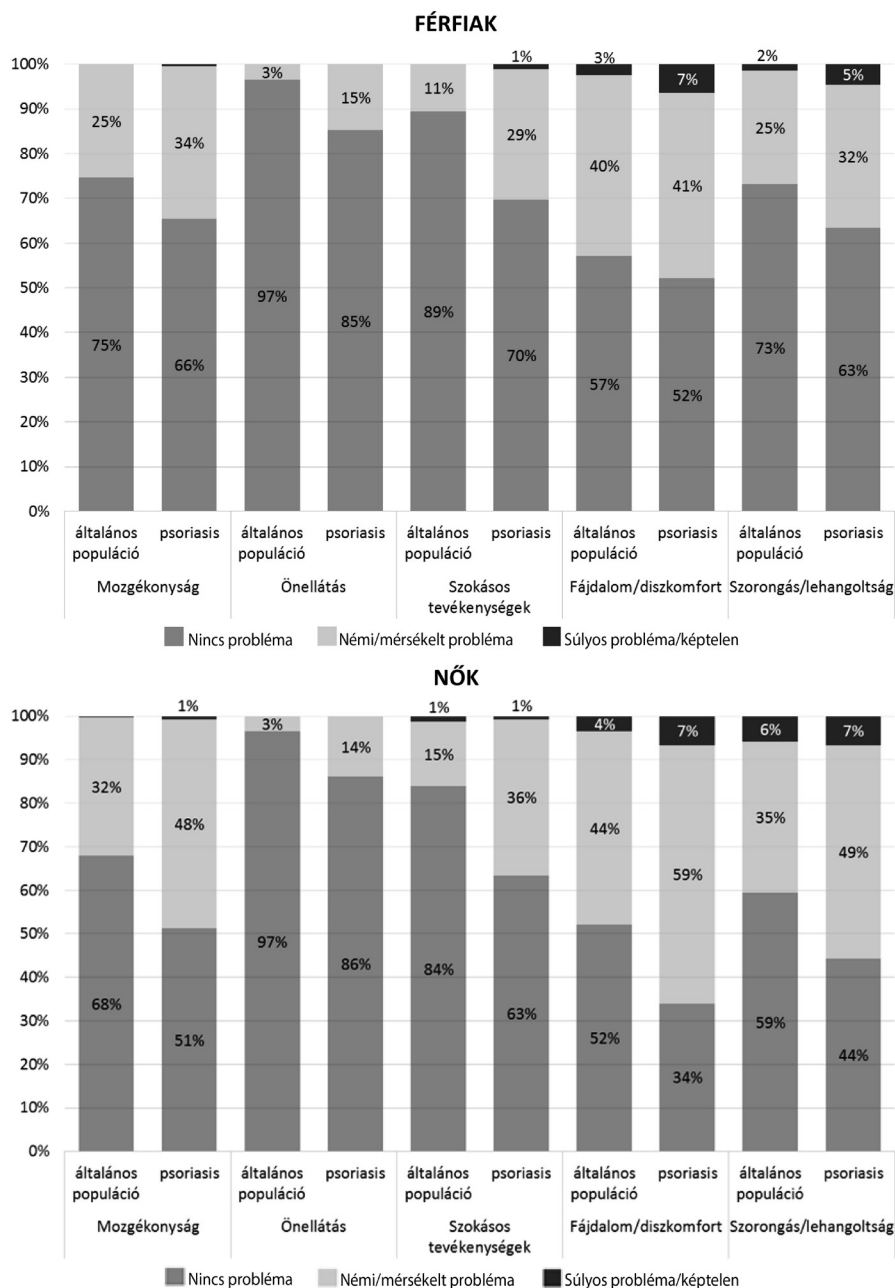 FÉRFIAK
3%
1%
3%
2%
100%
25%
34%
15%
11%
29%
40%
7%
41%
25%
5%
32%
90%
80%
70%
60%
50%
40%
30%
20%
10%
0%
75%
66%
97%
85%
89%
70%
57%
52%
73%
63%
általános populáció
psoriasis
általános populáció
psoriasis
általános populáció
psoriasis
általános populáció
psoriasis
általános populáció
psoriasis
Mozgékonyság
Önellátás
Szokásos tevékenységek
Fájdalom/diszkomfort
Szorongás/lehangoltság
Nincs probléma
Némi/mérsékelt probléma
Súlyos probléma/képtelen
NŐK
1%
3%
1%
1%
100%
32%
48%
14%
15%
36%
4%
44%
7%
59%
6%
35%
7%
49%
90%
80%
70%
60%
50%
40%
30%
20%
10%
0%
68%
51%
97%
86%
84%
63%
52%
34%
59%
44%
általános populáció
psoriasis
általános populáció
psoriasis
általános populáció
psoriasis
általános populáció
psoriasis
általános populáció
psoriasis
Mozgékonyság
Önellátás
Szokásos tevékenységek
Fájdalom/diszkomfort
Szorongás/lehangoltság
Nincs probléma
Némi/mérsékelt probléma
Súlyos probléma/képtelen